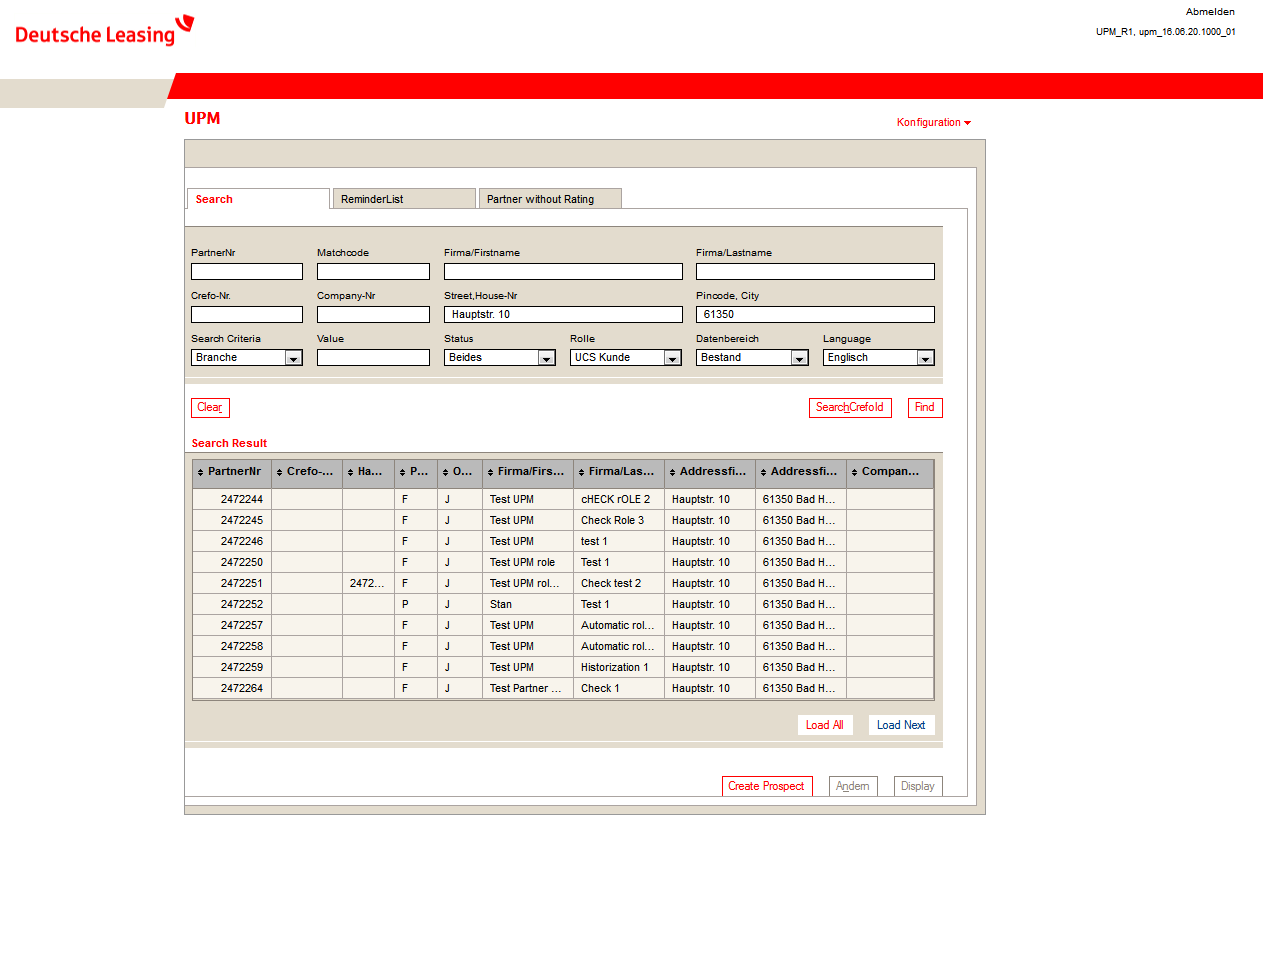 Abmelden
Deutsche Leasing
UPM_R1, upm_16.06.20.1000_01
UPM
Konfiguration
Search ReminderList Partner without Rating
PartnerNr Matchcode Firma/Firstname Firma/Lastname
Crefo-Nr. Company-Nr Street,House-Nr Pincode, City
Hauptstr. 10 61350
Search Criteria Value Status Rolle Datenbereich Language
Branche Beides UCS Kunde Bestand Englisch
Clear SearchCrefoId Find
Search Result
PartnerNr Crefo-... Ha... P... O... Firma/Firs... Firma/Las... Addressfi... Addressfi... Compan...
2472244 F J Test UPM cHECK rOLE 2 Hauptstr. 10 61350 Bad H...
2472245 F J Test UPM Check Role 3 Hauptstr. 10 61350 Bad H...
2472246 F J Test UPM test 1 Hauptstr. 10 61350 Bad H...
2472250 F J Test UPM role Test 1 Hauptstr. 10 61350 Bad H...
2472251 2472... F J Test UPM rol... Check test 2 Hauptstr. 10 61350 Bad H...
2472252 P J Stan Test 1 Hauptstr. 10 61350 Bad H...
2472257 F J Test UPM Automatic rol... Hauptstr. 10 61350 Bad H...
2472258 F J Test UPM Automatic rol... Hauptstr. 10 61350 Bad H...
2472259 F J Test UPM Historization 1 Hauptstr. 10 61350 Bad H...
2472264 F J Test Partner ... Check 1 Hauptstr. 10 61350 Bad H...
Load All Load Next
Create Prospect Ändern Display